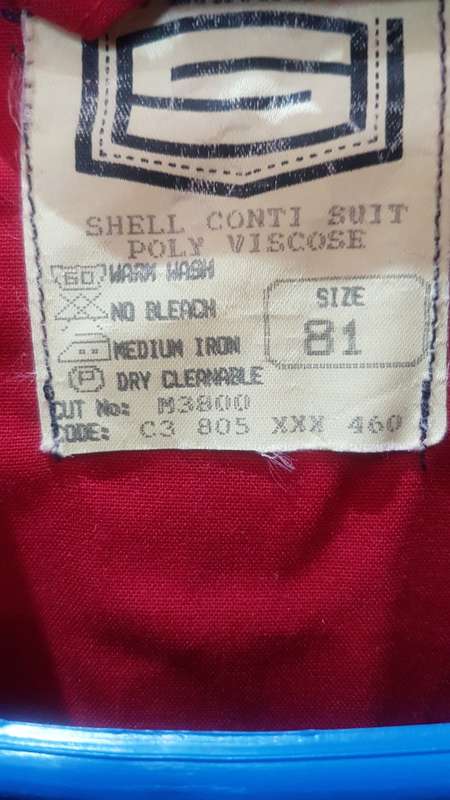 SHELL CONTI SUIT
POLY VISCOSE
60 WARM WASH
NO BLEACH
MEDIUM IRON
P DRY CLEANABLE
SIZE
81
CUT No: M3800
CODE: C3 805 XXX 460